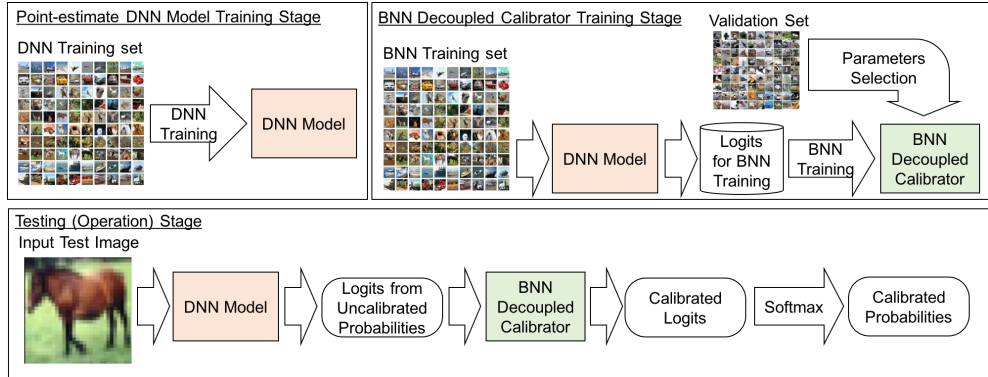 Point-estimate DNN Model Training Stage
DNN Training set
DNN
Training
DNN Model
BNN Decoupled Calibrator Training Stage
BNN Training set
DNN Model
Logits
for BNN
Training
Validation Set
Parameters
Selection
BNN
Training
BNN
Decoupled
Calibrator
Testing (Operation) Stage
Input Test Image
DNN Model
Logits from
Uncalibrated
Probabilities
BNN
Decoupled
Calibrator
Calibrated
Logits
Softmax
Calibrated
Probabilities